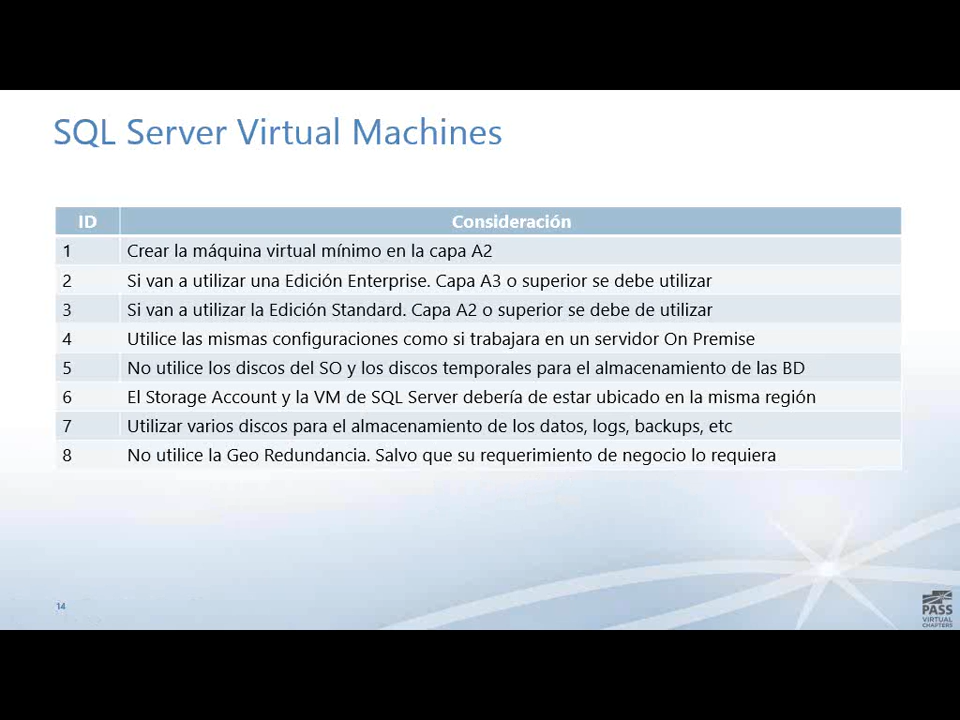 SQL Server Virtual Machines
ID Consideración
1 Crear la máquina virtual mínimo en la capa A2
2 Si van a utilizar una Edición Enterprise. Capa A3 o superior se debe utilizar
3 Si van a utilizar la Edición Standard. Capa A2 o superior se debe de utilizar
4 Utilice las mismas configuraciones como si trabajara en un servidor On Premise
5 No utilice los discos del SO y los discos temporales para el almacenamiento de las BD
6 El Storage Account y la VM de SQL Server debería de estar ubicado en la misma región
7 Utilizar varios discos para el almacenamiento de los datos, logs, backups, etc
8 No utilice la Geo Redundancia. Salvo que su requerimiento de negocio lo requiera
14
PASS
VIRTUAL
CHAPTERS